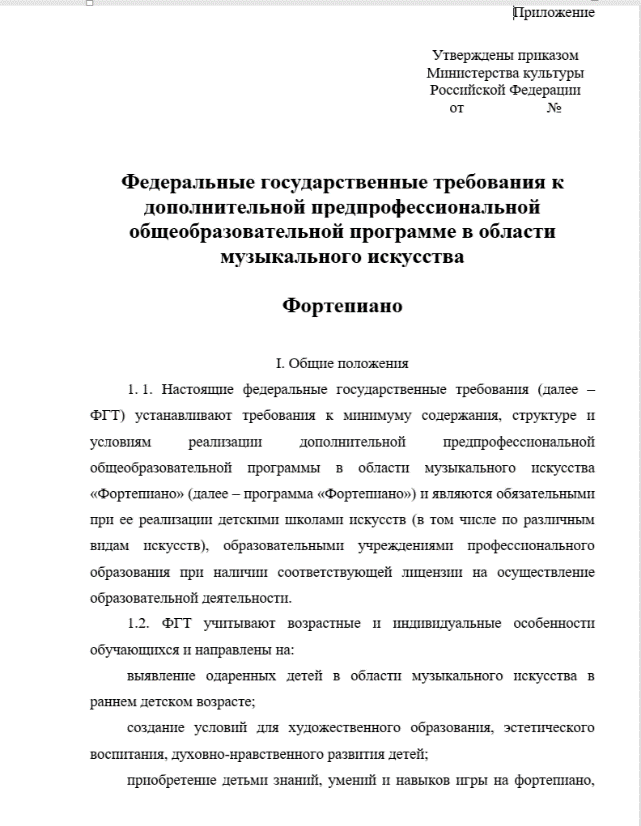 Приложение
Утверждены приказом
Министерства культуры
Российской Федерации
от №
Федеральные государственные требования к
дополнительной предпрофессиональной
общеобразовательной программе в области
музыкального искусства
Фортепиано
I. Общие положения
1. 1. Настоящие федеральные государственные требования (далее –
ФГТ) устанавливают требования к минимуму содержания, структуре и
условиям реализации дополнительной предпрофессиональной
общеобразовательной программы в области музыкального искусства
«Фортепиано» (далее – программа «Фортепиано») и являются обязательными
при ее реализации детскими школами искусств (в том числе по различным
видам искусств), образовательными учреждениями профессионального
образования при наличии соответствующей лицензии на осуществление
образовательной деятельности.
1.2. ФГТ учитывают возрастные и индивидуальные особенности
обучающихся и направлены на:
выявление одаренных детей в области музыкального искусства в
раннем детском возрасте;
создание условий для художественного образования, эстетического
воспитания, духовно-нравственного развития детей;
приобретение детьми знаний, умений и навыков игры на фортепиано,